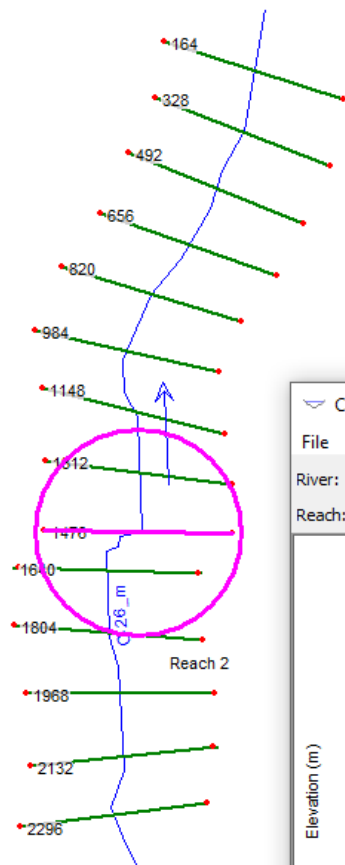 164
328
492
656
820
984
1148
1312
1476
1640
1804
Reach 2
1968
2132
2296
C
File
River:
Reach:
Elevation (m)